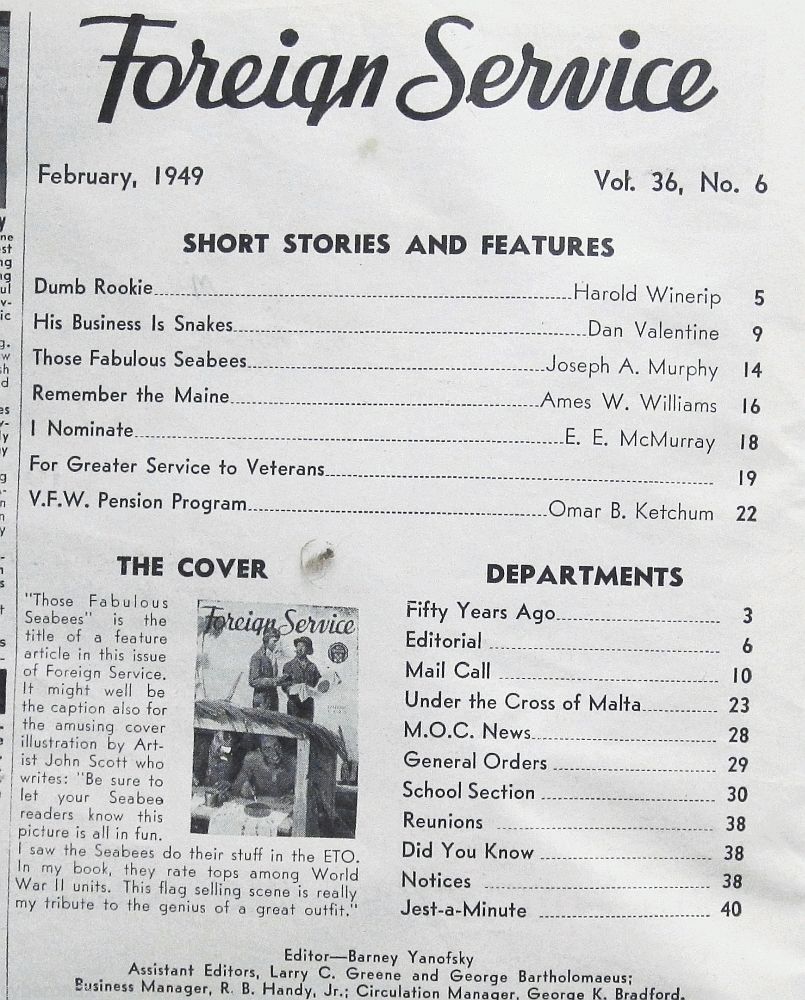 Foreign Service
February, 1949 Vol. 36, No. 6
SHORT STORIES AND FEATURES
Dumb Rookie Harold Winerip 5
His Business Is Snakes Dan Valentine 9
Those Fabulous Seabees Joseph A. Murphy 14
Remember the Maine Ames W. Williams 16
I Nominate E. E. McMurray 18
For Greater Service to Veterans 19
V.F.W. Pension Program Omar B. Ketchum 22
THE COVER
"Those Fabulous
Seabees" is the
title of a feature
article in this issue
of Foreign Service.
It might well be
the caption also for
the amusing cover
illustration by Art-
ist John Scott who
writes: "Be sure to
let your Seabee
readers know this
picture is all in fun.
I saw the Seabees do their stuff in the ETO.
In my book, they rate tops among World
War II units. This flag selling scene is really
my tribute to the genius of a great outfit."
Foreign Service
DEPARTMENTS
Fifty Years Ago 3
Editorial 6
Mail Call 10
Under the Cross of Malta 23
M.O.C. News 28
General Orders 29
School Section 30
Reunions 38
Did You Know 38
Notices 38
Jest-a-Minute 40
Editor—Barney Yanofsky
Assistant Editors, Larry C. Greene and George Bartholomaeus;
Business Manager, R. B. Handy, Jr.; Circulation Manager, George K. Bradford.